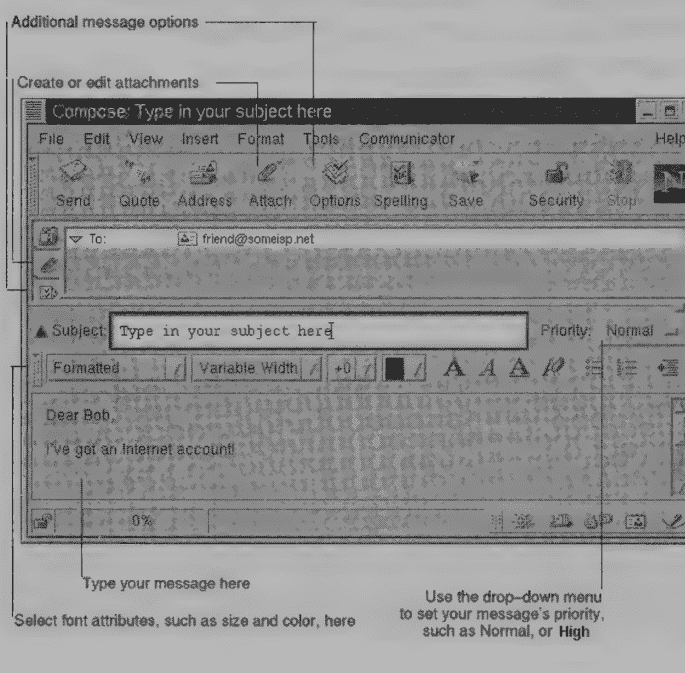 Additional message options
Create or edit attachments
Compose: Type in your subject here
File Edit View Insert Format Tools Communicator Help
N
Send Quote Address Attach Options Spelling Save Security Stop
To: friend@someisp.net
Subject: Type in your subject here Priority: Normal
Formatted Variable Width +0 A A A
Dear Bob,
I've got an Internet account!
0%
Type your message here
Use the drop–down menu
Select font attributes, such as size and color, here
to set your message's priority,
such as Normal, or High